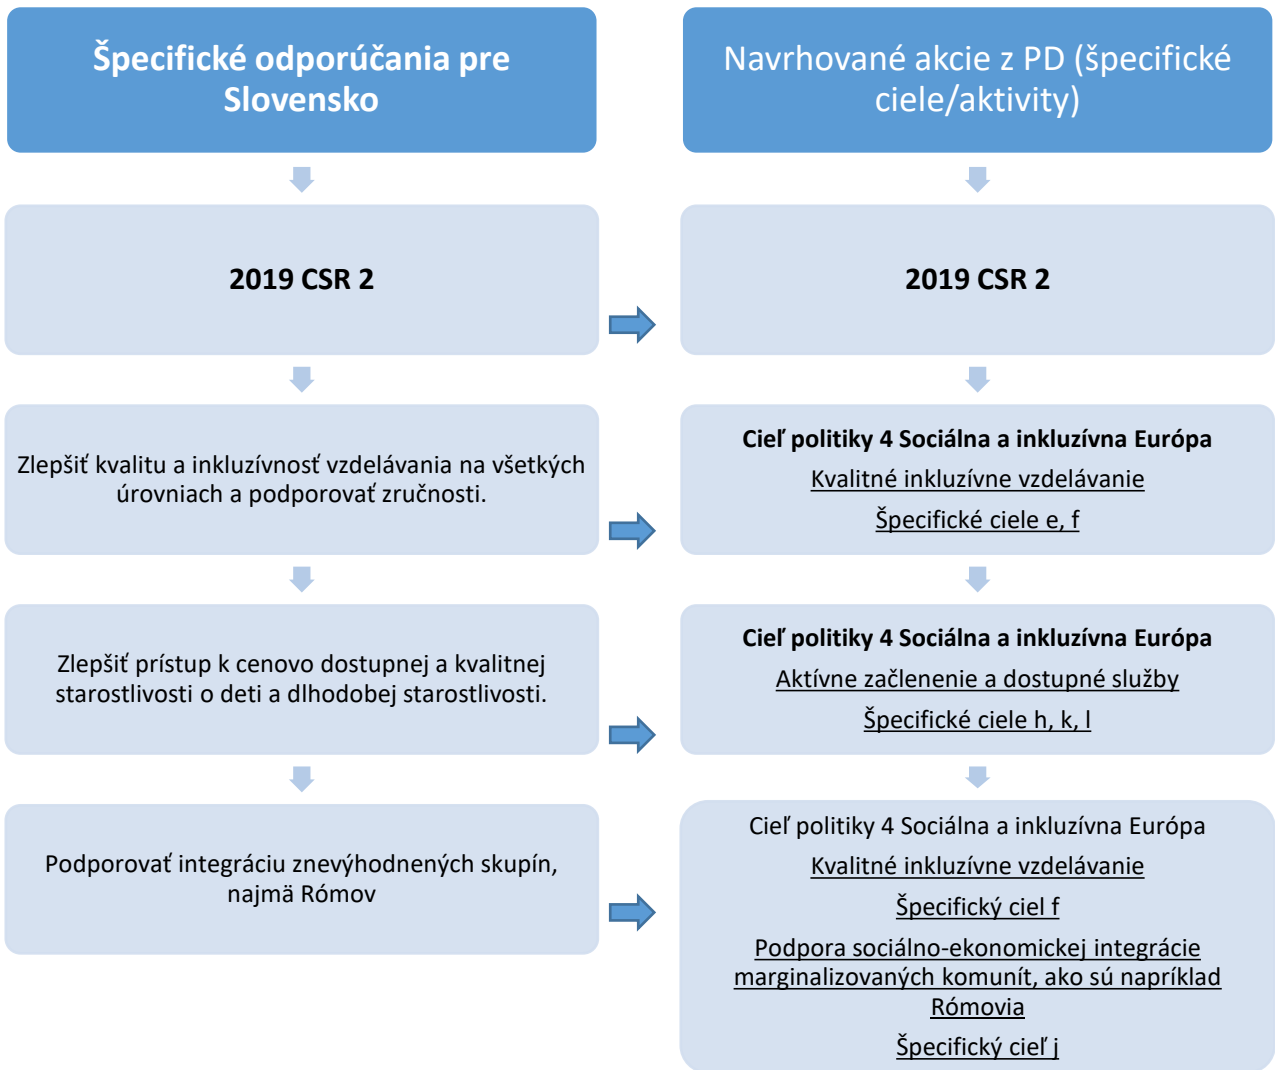 Špecifické odporúčania pre
Slovensko
Navrhované akcie z PD (špecifické
ciele/aktivity)
2019 CSR 2
2019 CSR 2
Zlepšiť kvalitu a inkluzívnosť vzdelávania na všetkých
úrovniach a podporovať zručnosti.
Cieľ politiky 4 Sociálna a inkluzívna Európa
Kvalitné inkluzívne vzdelávanie
Špecifické ciele e, f
Zlepšiť prístup k cenovo dostupnej a kvalitnej
starostlivosti o deti a dlhodobej starostlivosti.
Cieľ politiky 4 Sociálna a inkluzívna Európa
Aktívne začlenenie a dostupné služby
Špecifické ciele h, k, l
Podporovať integráciu znevýhodnených skupín,
najmä Rómov
Cieľ politiky 4 Sociálna a inkluzívna Európa
Kvalitné inkluzívne vzdelávanie
Špecifický ciel f
Podpora sociálno-ekonomickej integrácie
marginalizovaných komunít, ako sú napríklad
Rómovia
Špecifický cieľ j